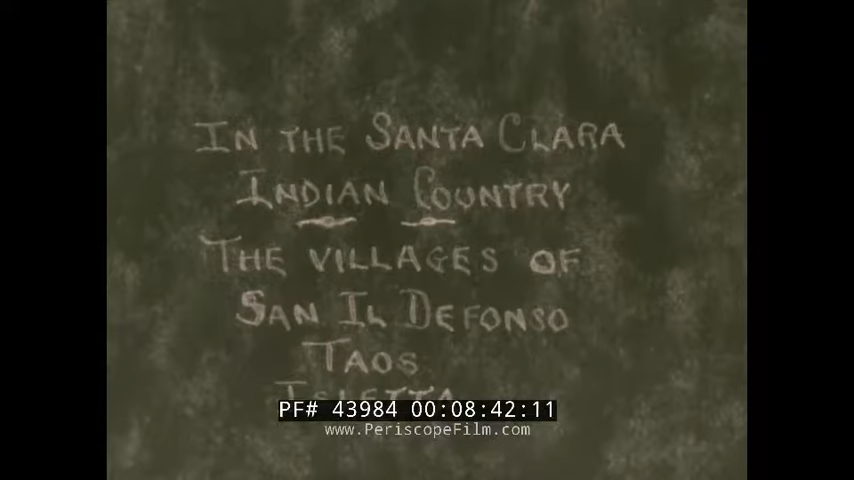 IN THE SANTA CLARA
INDIAN COUNTRY
THE VILLAGES OF
SAN IL DEFONSO
TAOS
PF# 43984 00:08:42:11
www.PeriscopeFilm.com